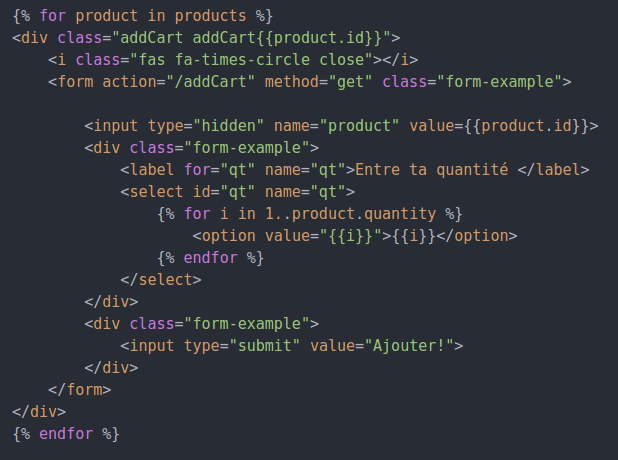 {% for product in products %}
<div class="addCart addCart{{product.id}}">
    <i class="fas fa-times-circle close"></i>
    <form action="/addCart" method="get" class="form-example">
        <input type="hidden" name="product" value={{product.id}}>
        <div class="form-example">
            <label for="qt" name="qt">Entre ta quantité </label>
            <select id="qt" name="qt">
                {% for i in 1..product.quantity %}
                    <option value="{{i}}">{{i}}</option>
                {% endfor %}
            </select>
        </div>
        <div class="form-example">
            <input type="submit" value="Ajouter!">
        </div>
    </form>
</div>
{% endfor %}